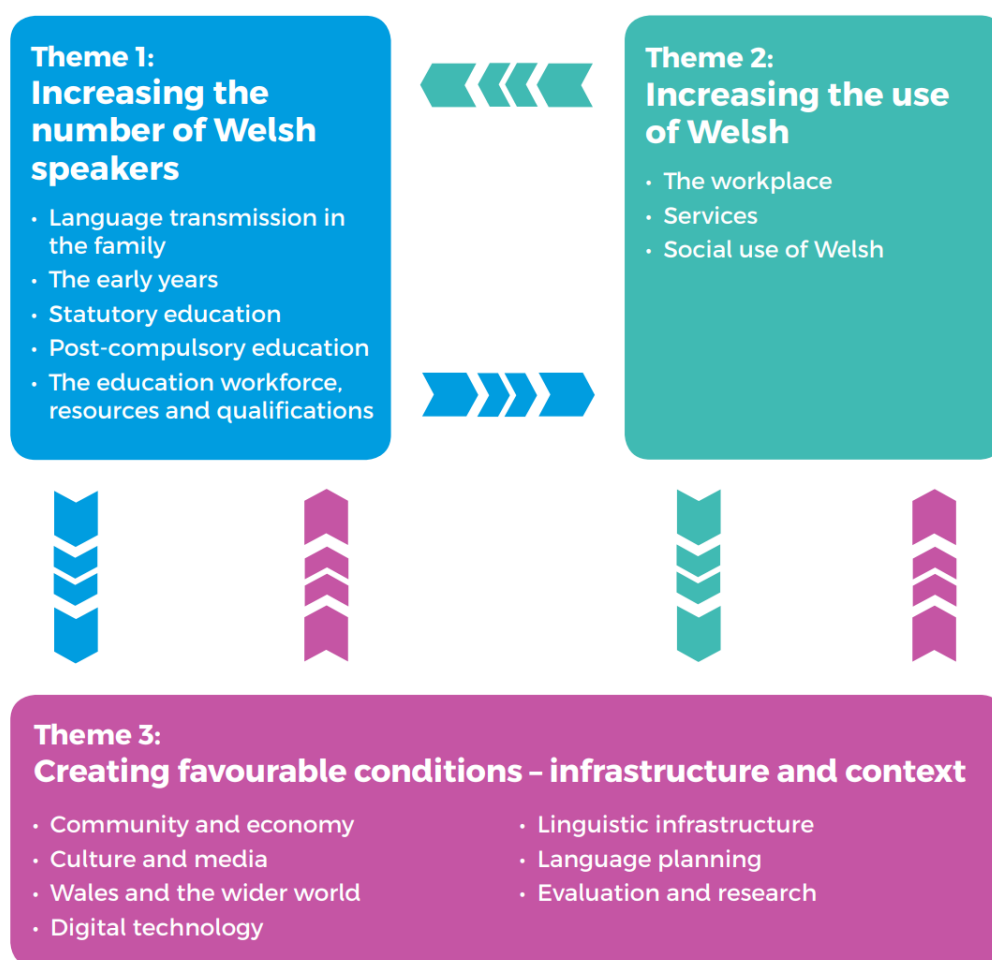 Theme 1:
Increasing the
number of Welsh
speakers
• Language transmission in
the family
• The early years
• Statutory education
• Post-compulsory education
• The education workforce,
resources and qualifications
Theme 2:
Increasing the use
of Welsh
• The workplace
• Services
• Social use of Welsh
Theme 3:
Creating favourable conditions – infrastructure and context
• Community and economy
• Culture and media
• Wales and the wider world
• Digital technology
• Linguistic infrastructure
• Language planning
• Evaluation and research